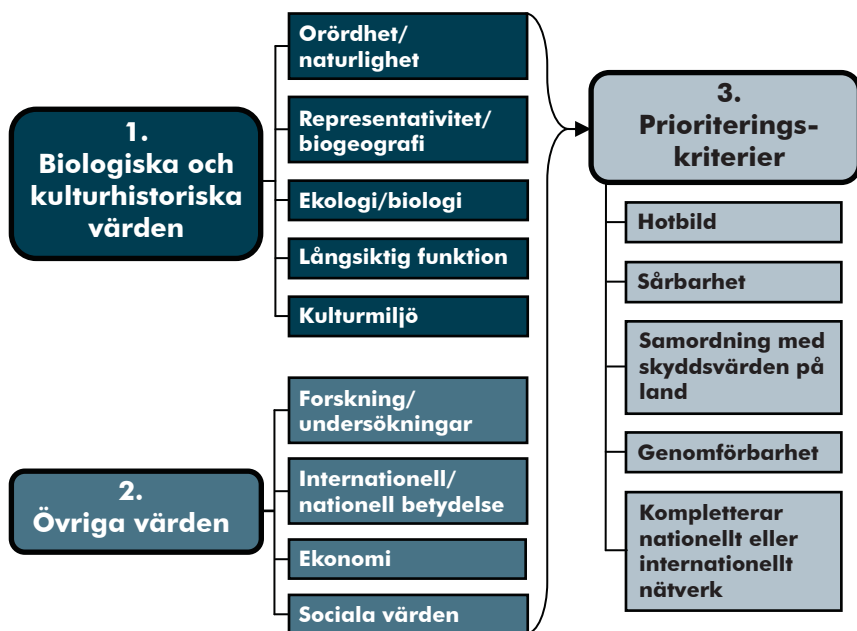 1.
Biologiska och
kulturhistoriska
värden
Orördhet/
naturlighet
Representativitet/
biogeografi
Ekologi/biologi
Långsiktig funktion
Kulturmiljö
2.
Övriga värden
Forskning/
undersökningar
Internationell/
nationell betydelse
Ekonomi
Sociala värden
3.
Prioriterings-
kriterier
Hotbild
Sårbarhet
Samordning med
skyddsvärden på
land
Genomförbarhet
Kompletterar
nationellt eller
internationellt
nätverk